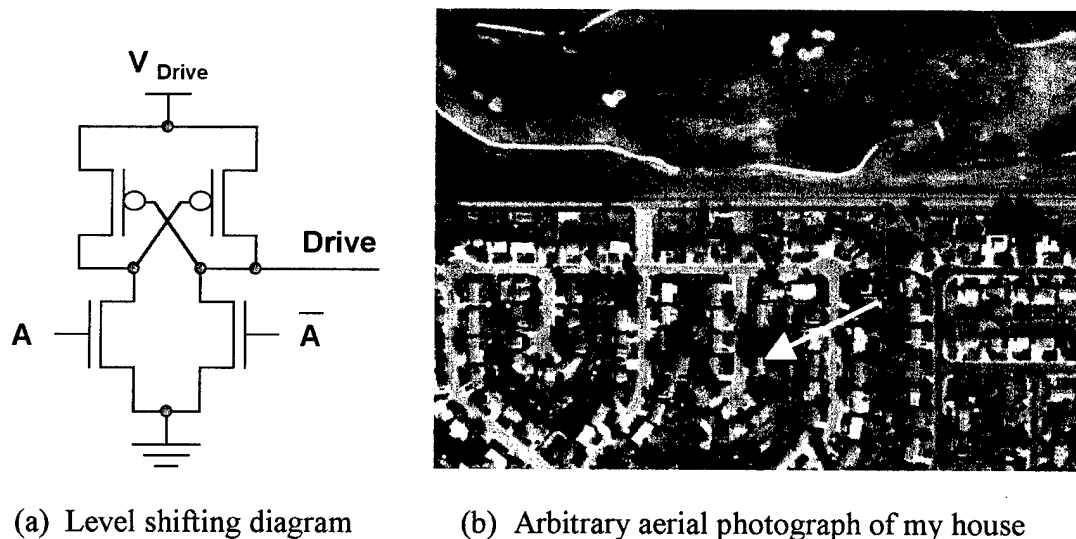 V Drive
Drive
A
A
(a) Level shifting diagram
(b) Arbitrary aerial photograph of my house